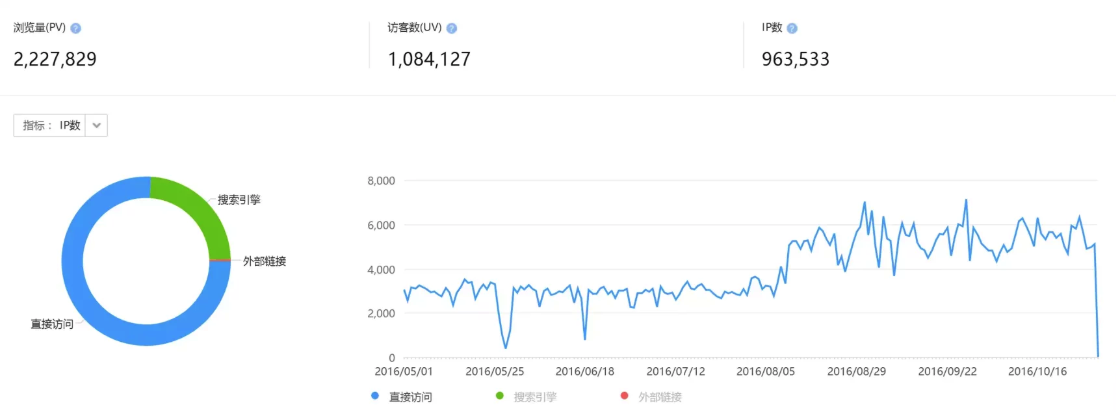 浏览量(PV) ?
访客数(UV) ?
IP数 ?
2,227,829
1,084,127
963,533
指标： IP数
搜索引擎
外部链接
直接访问
8,000
6,000
4,000
2,000
0
2016/05/01 2016/05/25 2016/06/18 2016/07/12 2016/08/05 2016/08/29 2016/09/22 2016/10/16
直接访问 搜索引擎 外部链接